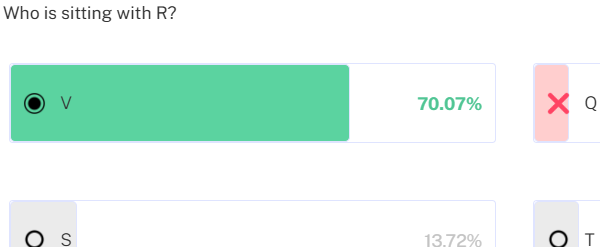 Who is sitting with R?
V 70.07% Q
S 13.72% T